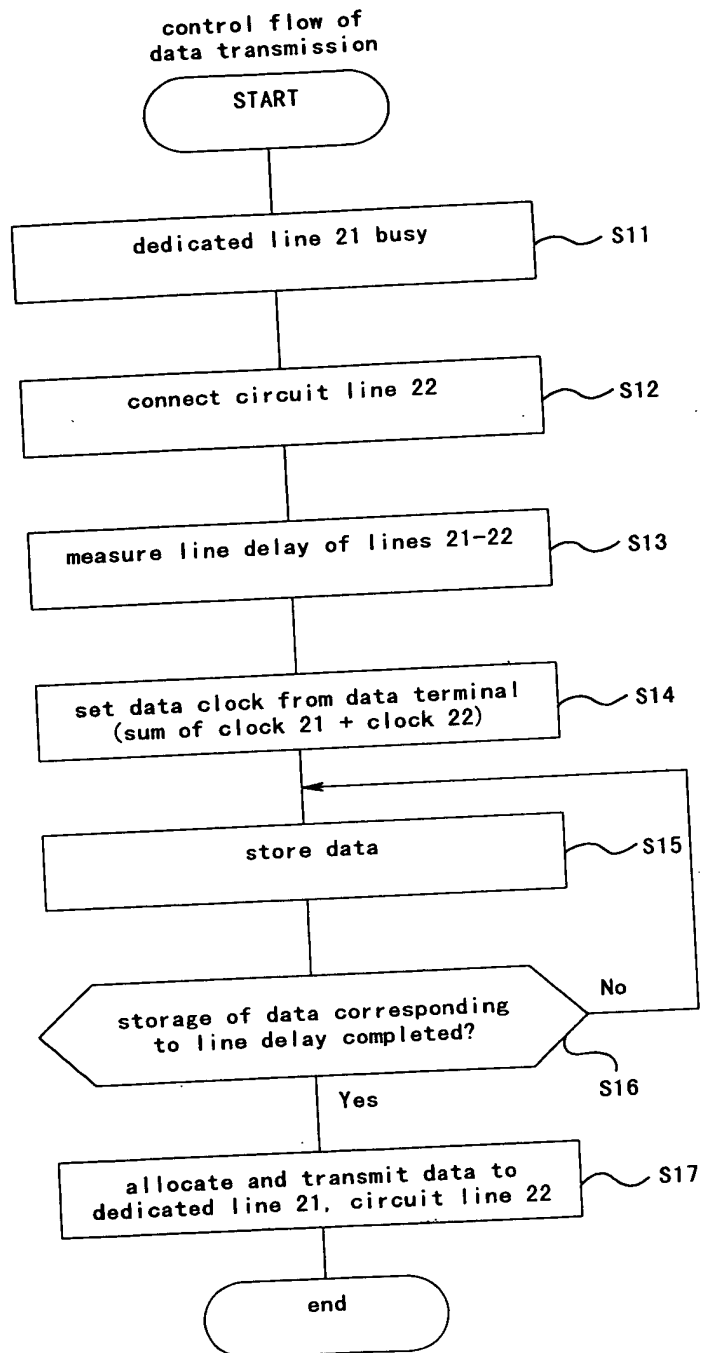 control flow of
data transmission
START
dedicated line 21 busy
S11
connect circuit line 22
S12
measure line delay of lines 21-22
S13
set data clock from data terminal
(sum of clock 21 + clock 22)
S14
store data
S15
storage of data corresponding
to line delay completed?
No
S16
Yes
allocate and transmit data to
dedicated line 21, circuit line 22
S17
end